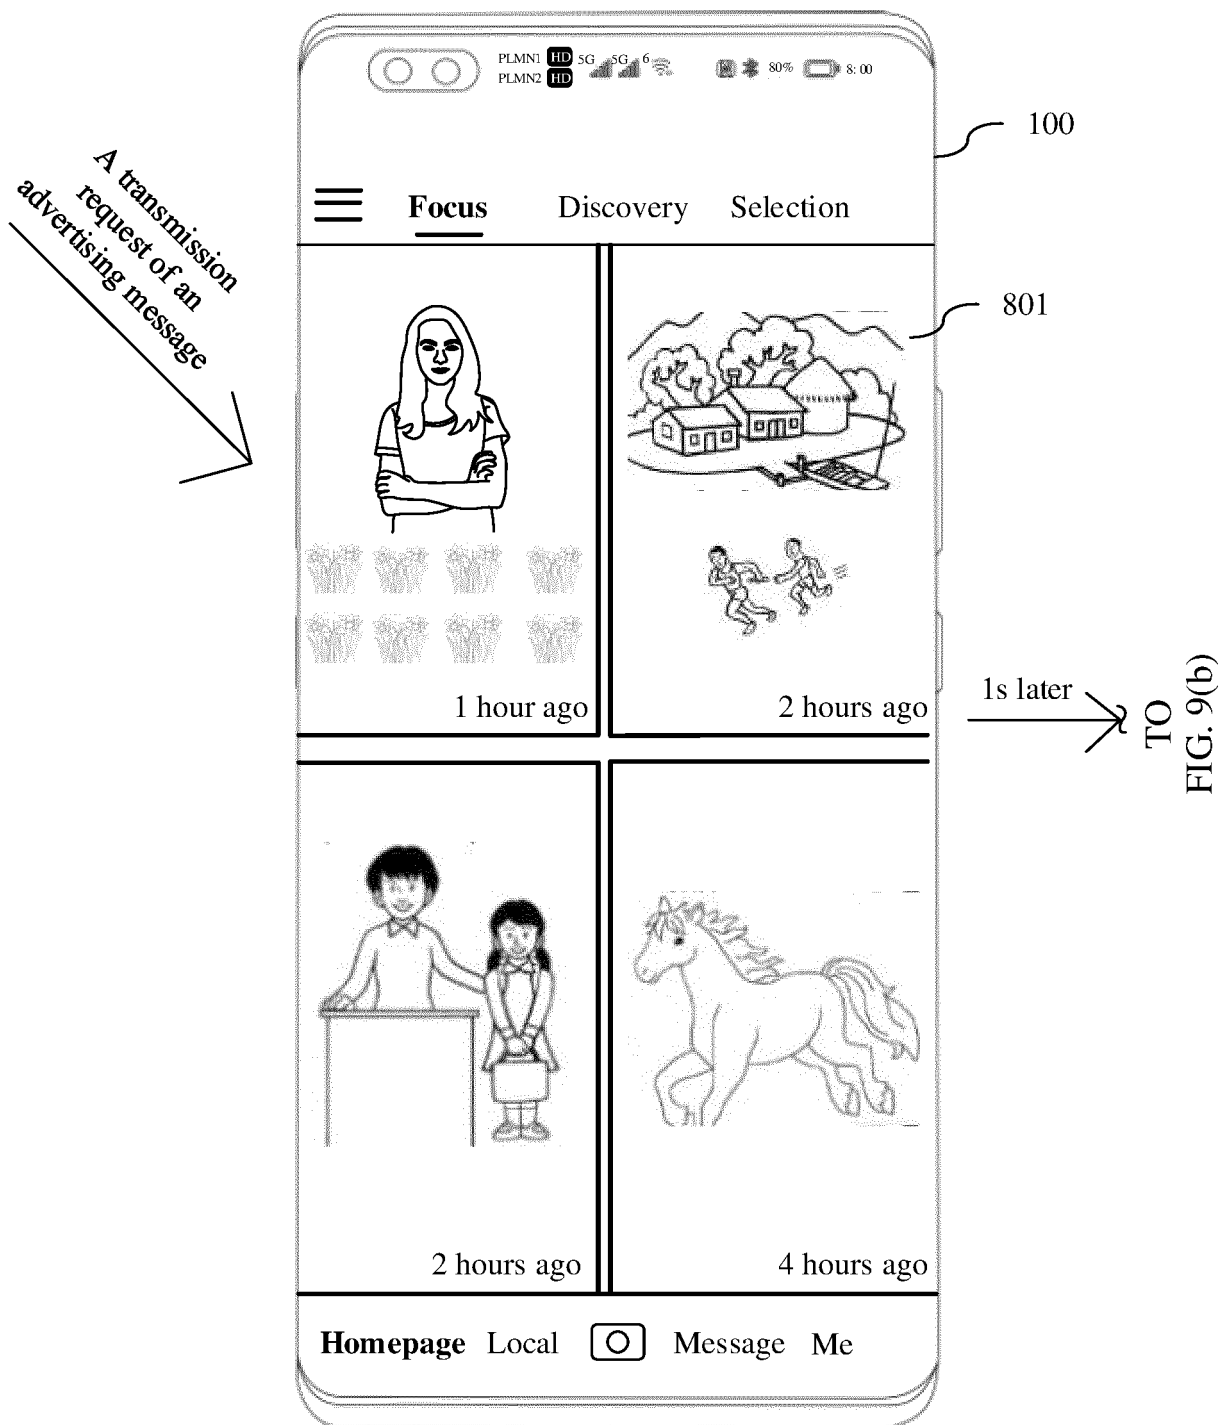 PLMN1 HD 5G 5G 6 80% 8:00
PLMN2 HD
100
A transmission
request of an
advertising message
Focus Discovery Selection
801
1 hour ago
2 hours ago
1s later
TO
FIG. 9(b)
2 hours ago
4 hours ago
Homepage Local Message Me